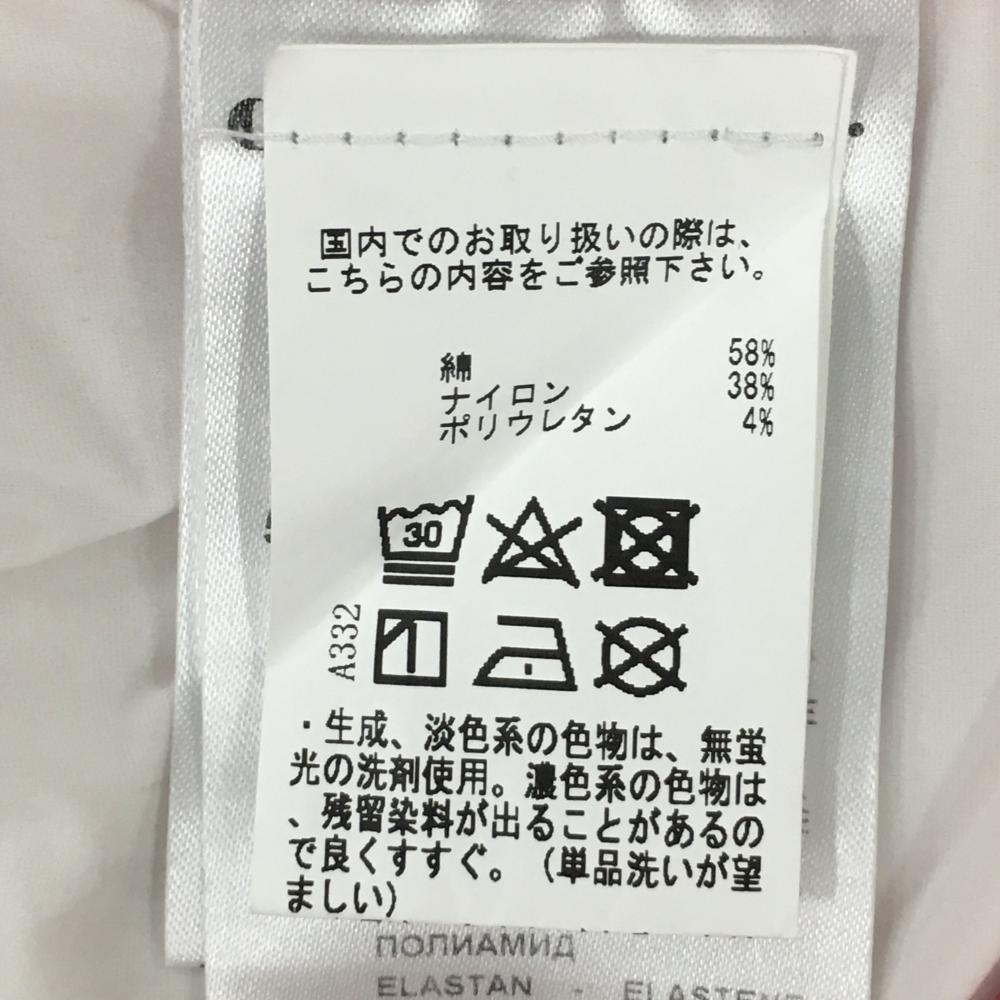 国内でのお取り扱いの際は、
こちらの内容をご参照下さい。
綿 58%
ナイロン 38%
ポリウレタン 4%
30
A332
・生成、淡色系の色物は、無蛍
光の洗剤使用。濃色系の色物は
、残留染料が出ることがあるの
で良くすすぐ。（単品洗いが望
ましい）
ПОЛИАМИД
ELASTAN -